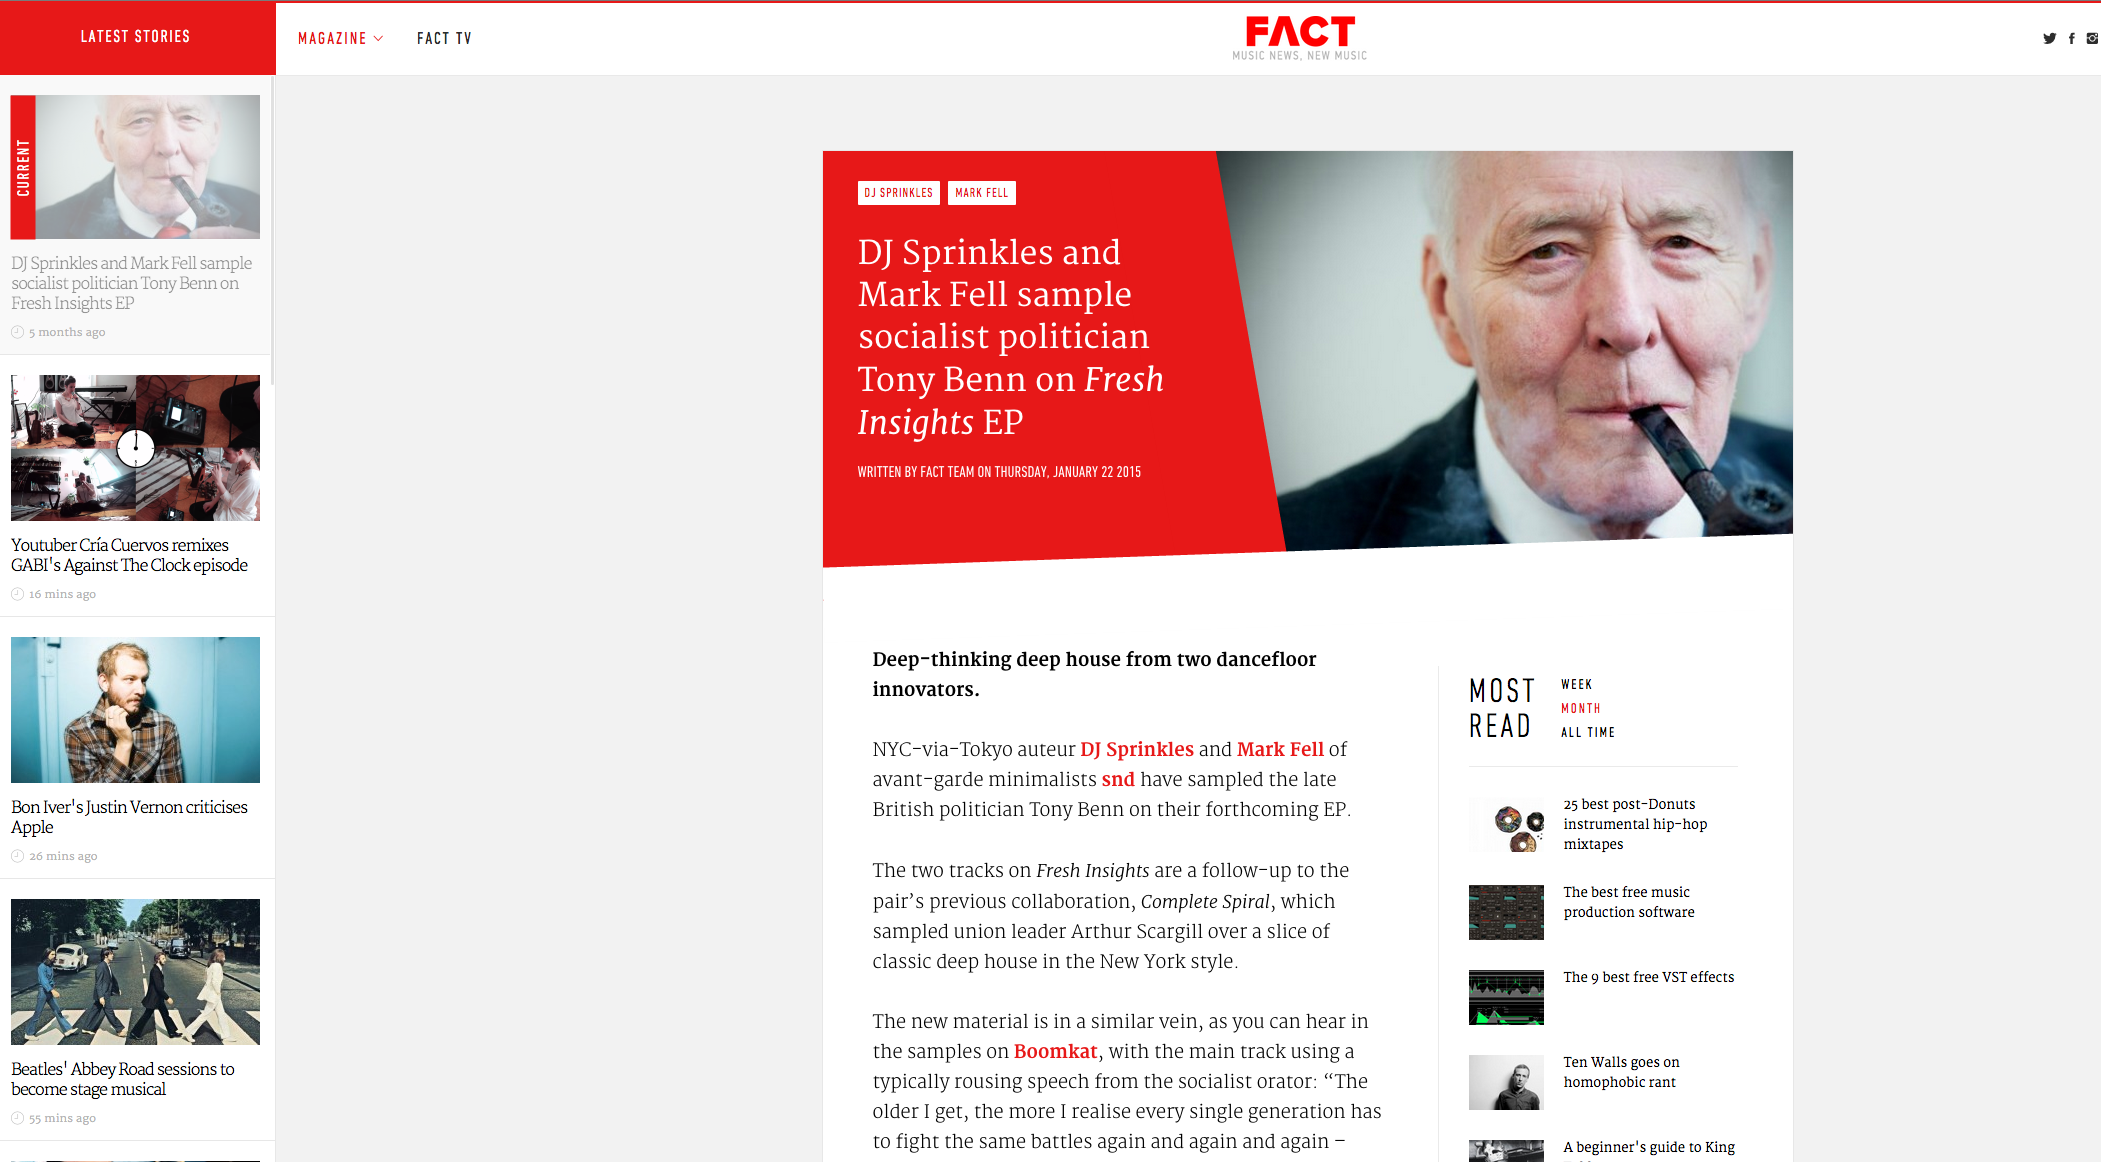 LATEST STORIES
MAGAZINE
FACT TV
FACT
MUSIC NEWS, NEW MUSIC
CURRENT
DJ Sprinkles and Mark Fell sample
socialist politician Tony Benn on
Fresh Insights EP
5 months ago
Youtuber Cría Cuervos remixes
GABI's Against The Clock episode
16 mins ago
Bon Iver's Justin Vernon criticises
Apple
26 mins ago
Beatles' Abbey Road sessions to
become stage musical
55 mins ago
DJ SPRINKLES
MARK FELL
DJ Sprinkles and
Mark Fell sample
socialist politician
Tony Benn on Fresh
Insights EP
WRITTEN BY FACT TEAM ON THURSDAY, JANUARY 22 2015
Deep-thinking deep house from two dancefloor
innovators.
NYC-via-Tokyo auteur DJ Sprinkles and Mark Fell of
avant-garde minimalists snd have sampled the late
British politician Tony Benn on their forthcoming EP.
The two tracks on Fresh Insights are a follow-up to the
pair’s previous collaboration, Complete Spiral, which
sampled union leader Arthur Scargill over a slice of
classic deep house in the New York style.
The new material is in a similar vein, as you can hear in
the samples on Boomkat, with the main track using a
typically rousing speech from the socialist orator: “The
older I get, the more I realise every single generation has
to fight the same battles again and again and again –
MOST
READ
WEEK
MONTH
ALL TIME
25 best post-Donuts
instrumental hip-hop
mixtapes
The best free music
production software
The 9 best free VST effects
Ten Walls goes on
homophobic rant
A beginner's guide to King